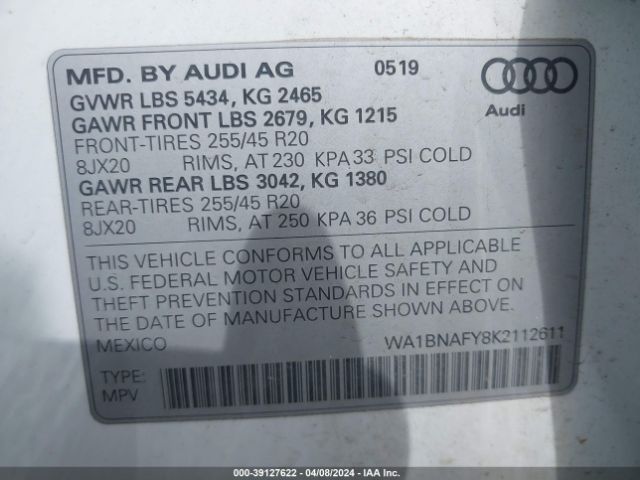 MFD. BY AUDI AG 0519
GVWR LBS 5434, KG 2465
GAWR FRONT LBS 2679, KG 1215
Audi
FRONT-TIRES 255/45 R20
8JX20 RIMS, AT 230 KPA 33 PSI COLD
GAWR REAR LBS 3042, KG 1380
REAR-TIRES 255/45 R20
8JX20 RIMS, AT 250 KPA 36 PSI COLD
THIS VEHICLE CONFORMS TO ALL APPLICABLE
U.S. FEDERAL MOTOR VEHICLE SAFETY AND
THEFT PREVENTION STANDARDS IN EFFECT ON
THE DATE OF MANUFACTURE SHOWN ABOVE.
MEXICO WA1BNAFY8K2112611
TYPE:
MPV
000-39127622 - 04/08/2024 - IAA, Inc.